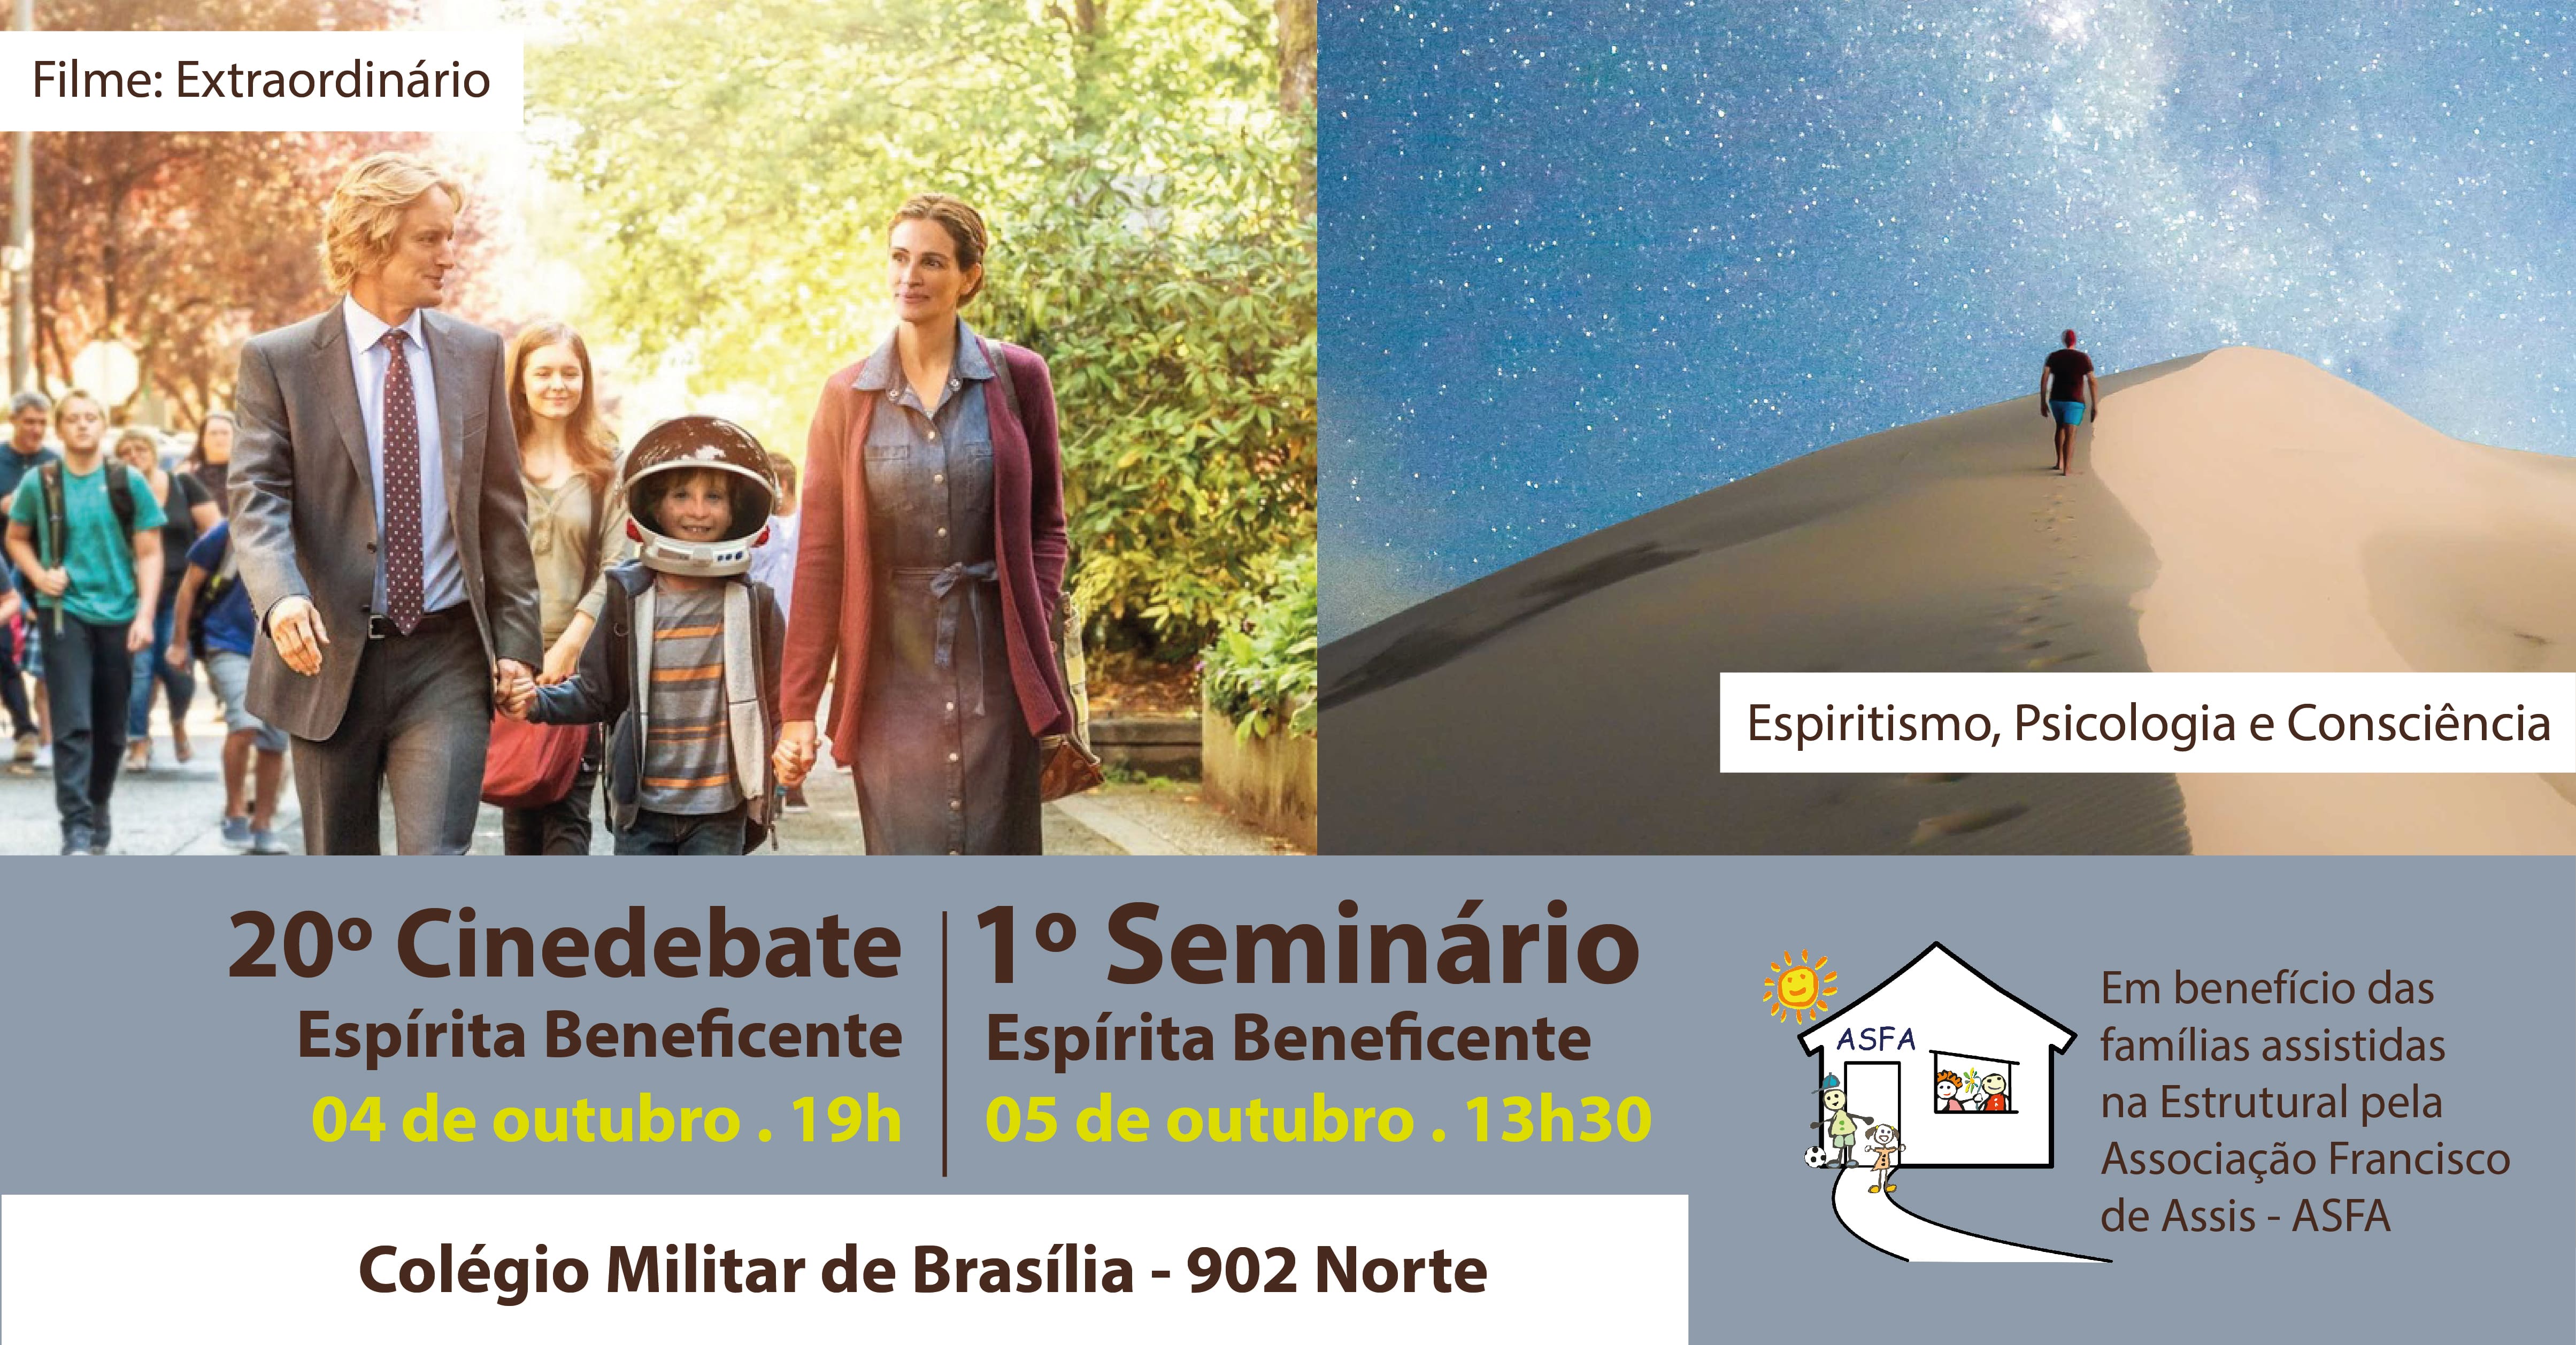 Filme: Extraordinário
Espiritismo, Psicologia e Consciência
20º Cinedebate
Espírita Beneficente
04 de outubro . 19h
1º Seminário
Espírita Beneficente
05 de outubro . 13h30
Colégio Militar de Brasília - 902 Norte
ASFA
Em benefício das
famílias assistidas
na Estrutural pela
Associação Francisco
de Assis - ASFA